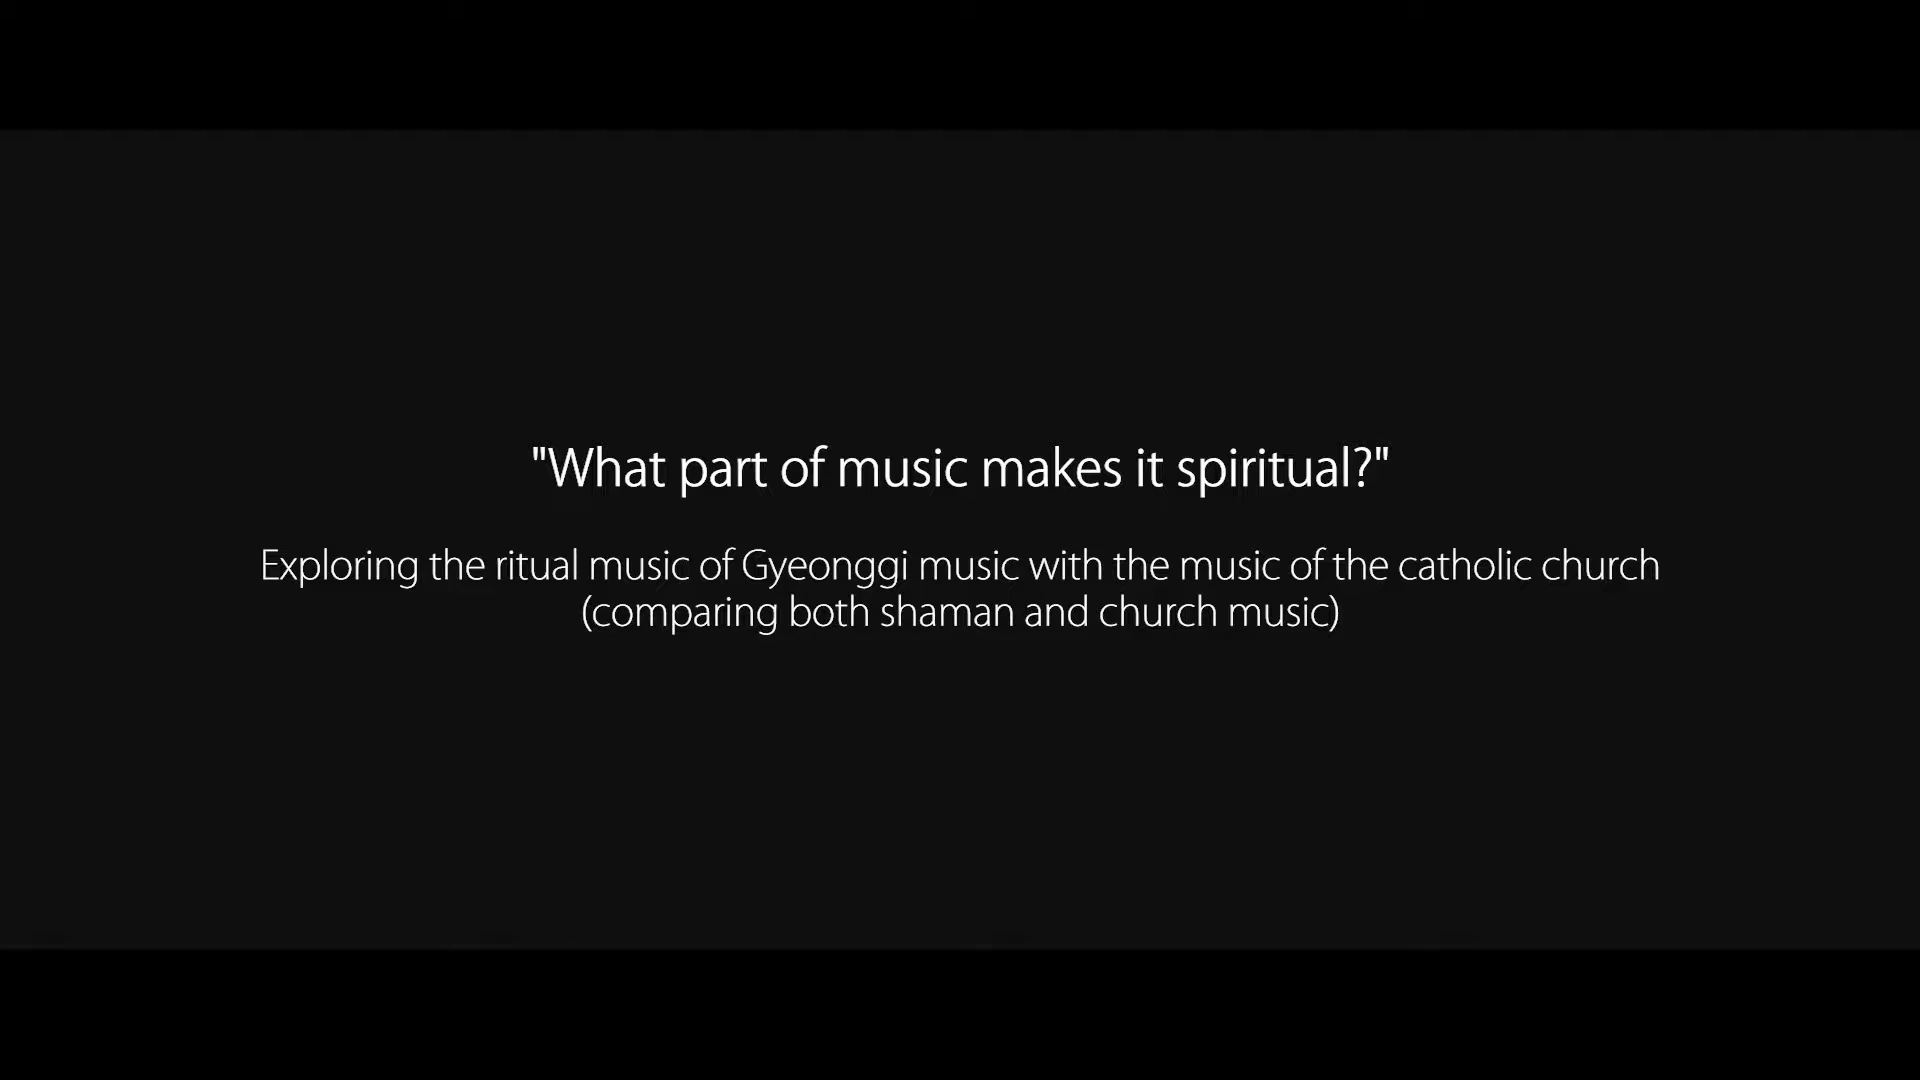 "What part of music makes it spiritual?"
Exploring the ritual music of Gyeonggi music with the music of the catholic church
(comparing both shaman and church music)